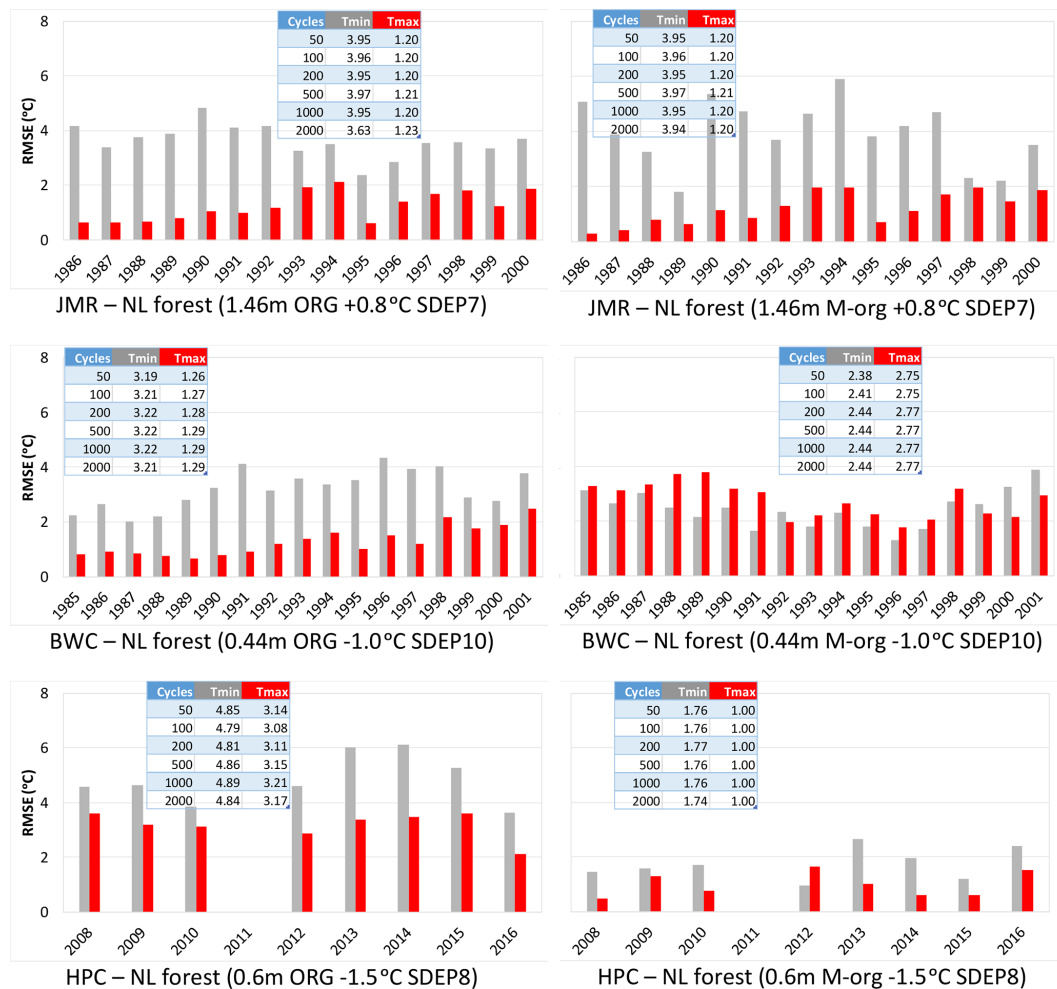 8
6
4
2
0
RMSE (°C)
Cycles Tmin Tmax
50 3.95 1.20
100 3.96 1.20
200 3.95 1.20
500 3.97 1.21
1000 3.95 1.20
2000 3.63 1.23
1986 1987 1988 1989 1990 1991 1992 1993 1994 1995 1996 1997 1998 1999 2000
JMR – NL forest (1.46m ORG +0.8°C SDEP7)
Cycles Tmin Tmax
50 3.95 1.20
100 3.96 1.20
200 3.95 1.20
500 3.97 1.21
1000 3.95 1.20
2000 3.94 1.20
1986 1987 1988 1989 1990 1991 1992 1993 1994 1995 1996 1997 1998 1999 2000
JMR – NL forest (1.46m M-org +0.8°C SDEP7)
8
6
4
2
0
RMSE (°C)
Cycles Tmin Tmax
50 3.19 1.26
100 3.21 1.27
200 3.22 1.28
500 3.22 1.29
1000 3.22 1.29
2000 3.21 1.29
1985 1986 1987 1988 1989 1990 1991 1992 1993 1994 1995 1996 1997 1998 1999 2000 2001
BWC – NL forest (0.44m ORG -1.0°C SDEP10)
Cycles Tmin Tmax
50 2.38 2.75
100 2.41 2.75
200 2.44 2.77
500 2.44 2.77
1000 2.44 2.77
2000 2.44 2.77
1985 1986 1987 1988 1989 1990 1991 1992 1993 1994 1995 1996 1997 1998 1999 2000 2001
BWC – NL forest (0.44m M-org -1.0°C SDEP10)
8
6
4
2
0
RMSE (°C)
Cycles Tmin Tmax
50 4.85 3.14
100 4.79 3.08
200 4.81 3.11
500 4.86 3.15
1000 4.89 3.21
2000 4.84 3.17
2008 2009 2010 2011 2012 2013 2014 2015 2016
HPC – NL forest (0.6m ORG -1.5°C SDEP8)
Cycles Tmin Tmax
50 1.76 1.00
100 1.76 1.00
200 1.77 1.00
500 1.76 1.00
1000 1.76 1.00
2000 1.74 1.00
2008 2009 2010 2011 2012 2013 2014 2015 2016
HPC – NL forest (0.6m M-org -1.5°C SDEP8)